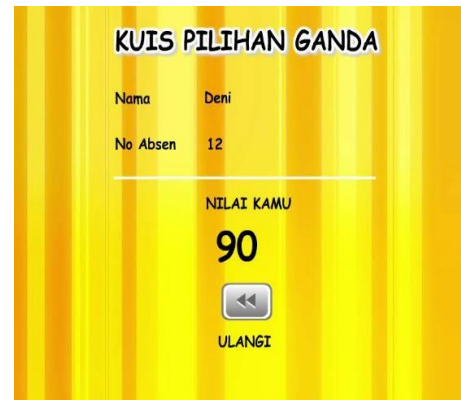 KUIS PILIHAN GANDA
Nama Deni
No Absen 12
NILAI KAMU
90
ULANGI